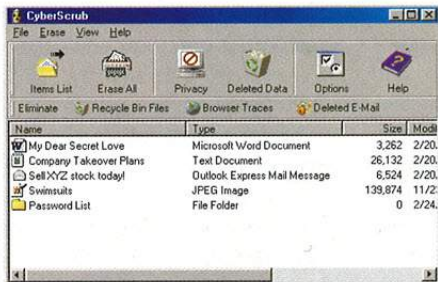 CyberScrub
File Erase View Help
Items List Erase All Privacy Deleted Data Options Help
Eliminate Recycle Bin Files Browser Traces Deleted E-Mail
Name Type Size Modi
My Dear Secret Love Microsoft Word Document 3,262 2/20.
Company Takeover Plans Text Document 26,132 2/20.
Sell XYZ stock today! Outlook Express Mail Message 6,524 2/20.
Swimsuits JPEG Image 139,874 11/2
Password List File Folder 0 2/24.